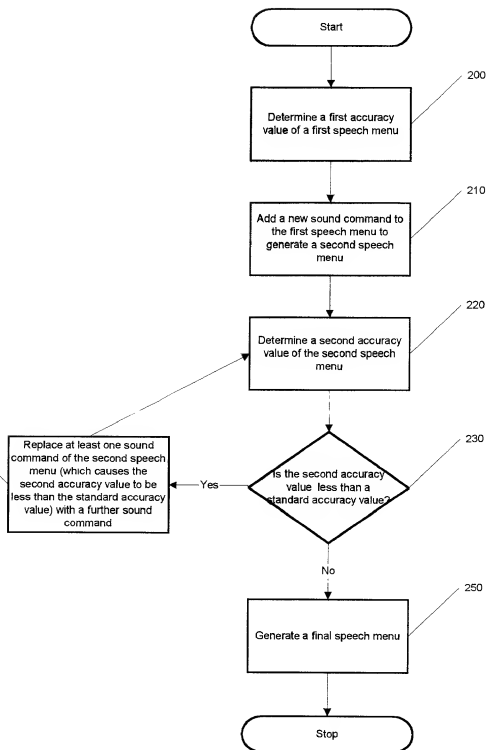 Start
200
Determine a first accuracy
value of a first speech menu
210
Add a new sound command to
the first speech menu to
generate a second speech
menu
220
Determine a second accuracy
value of the second speech
menu
230
Is the second accuracy
value less than a
standard accuracy value?
Yes
Replace at least one sound
command of the second speech
menu (which causes the
second accuracy value to be
less than the standard accuracy
value) with a further sound
command
No
250
Generate a final speech menu
Stop